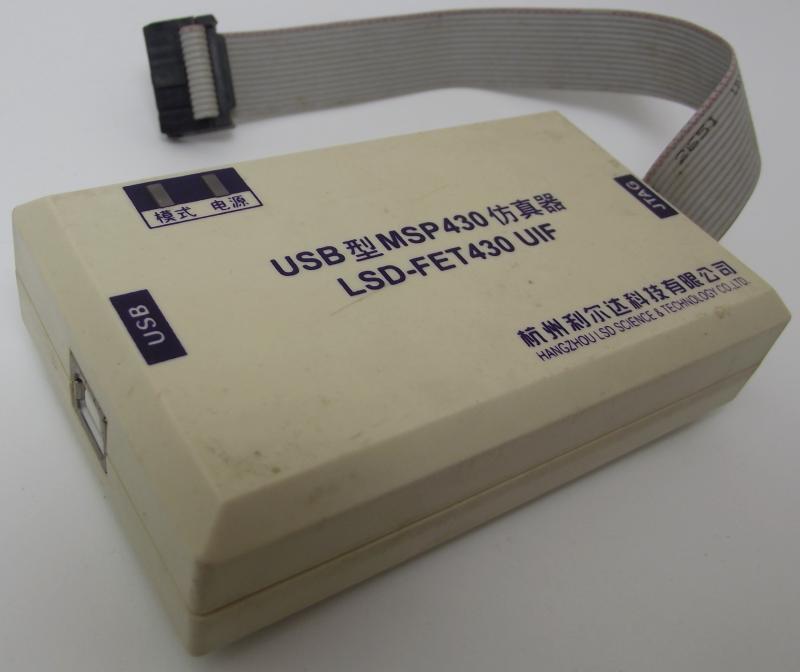 模式 电源
USB型MSP430仿真器
LSD-FET430 UIF
JTAG
USB
杭州利尔达科技有限公司
HANGZHOU LSD SCIENCE & TECHNOLOGY CO.,LTD.
2651